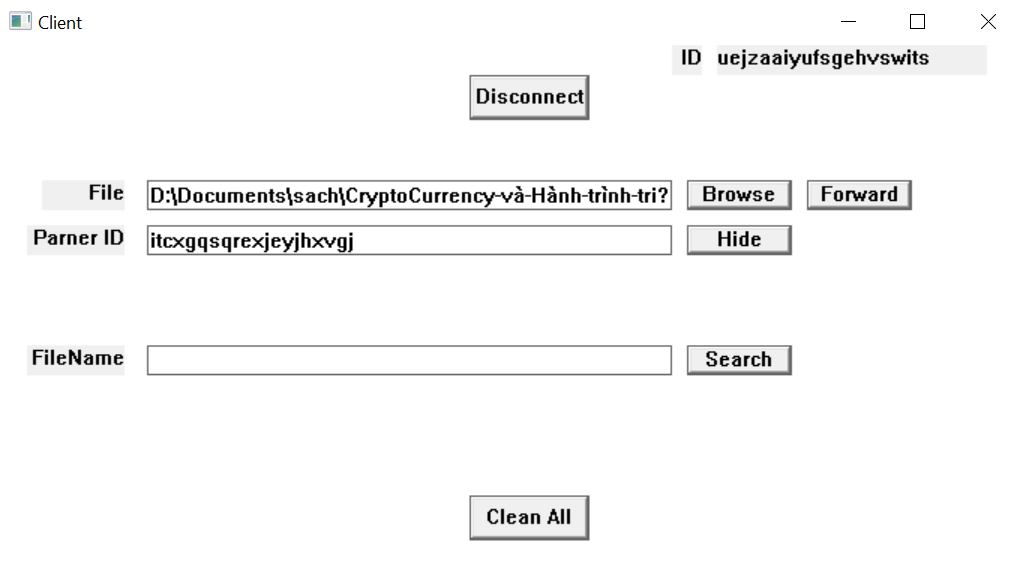 Client
ID uejzaaiyufsgehvswits
Disconnect
File D:\Documents\sach\CryptoCurrency-và-Hành-trình-tri? Browse Forward
Parner ID itcxgqsqrexjeyjhxvgj Hide
FileName Search
Clean All